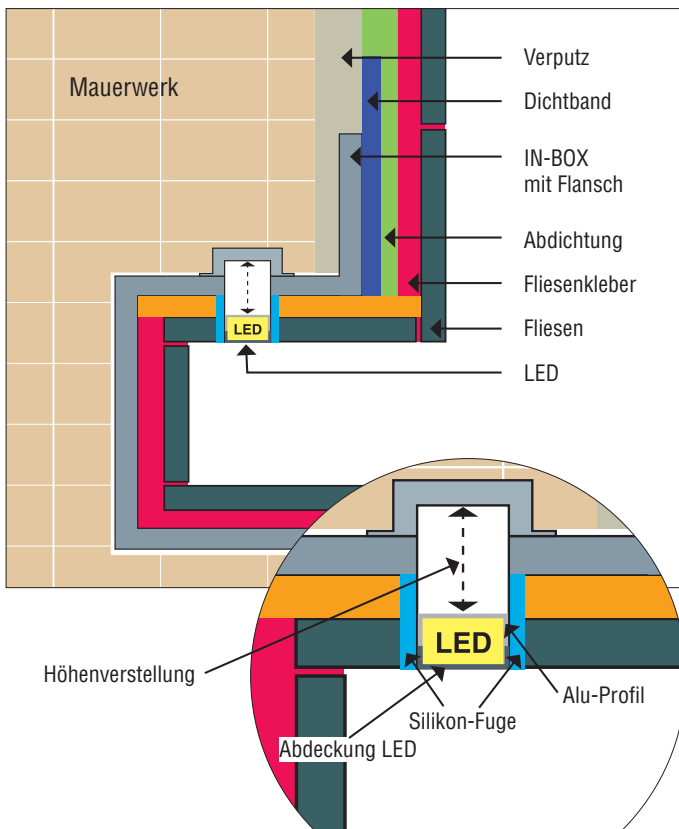 Mauerwerk
Verputz
Dichtband
IN-BOX
mit Flansch
Abdichtung
Fliesenkleber
Fliesen
LED
LED
LED
Höhenverstellung
Alu-Profil
Silikon-Fuge
Abdeckung LED